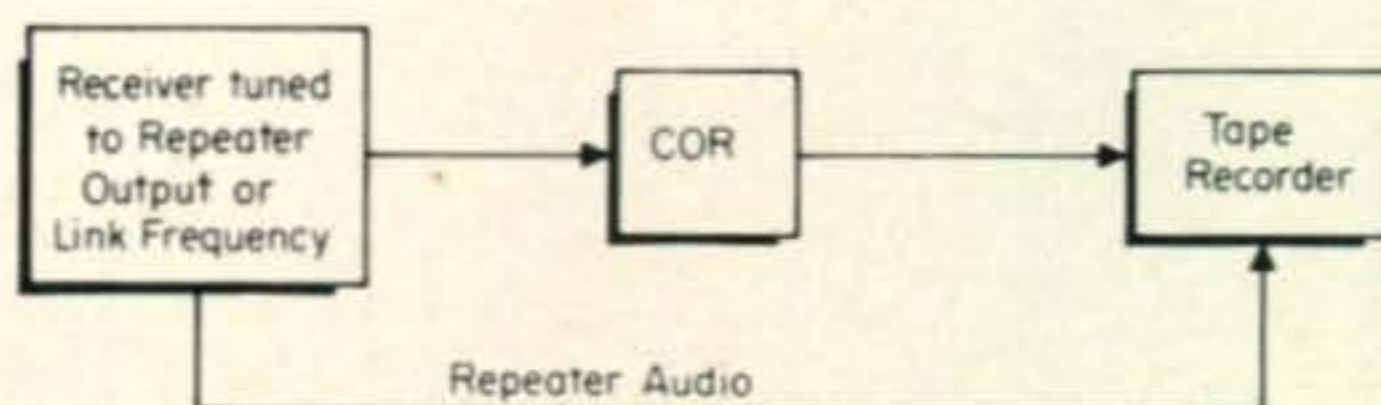 Receiver tuned
to Repeater
Output or
Link Frequency
COR
Tape
Recorder
Repeater Audio